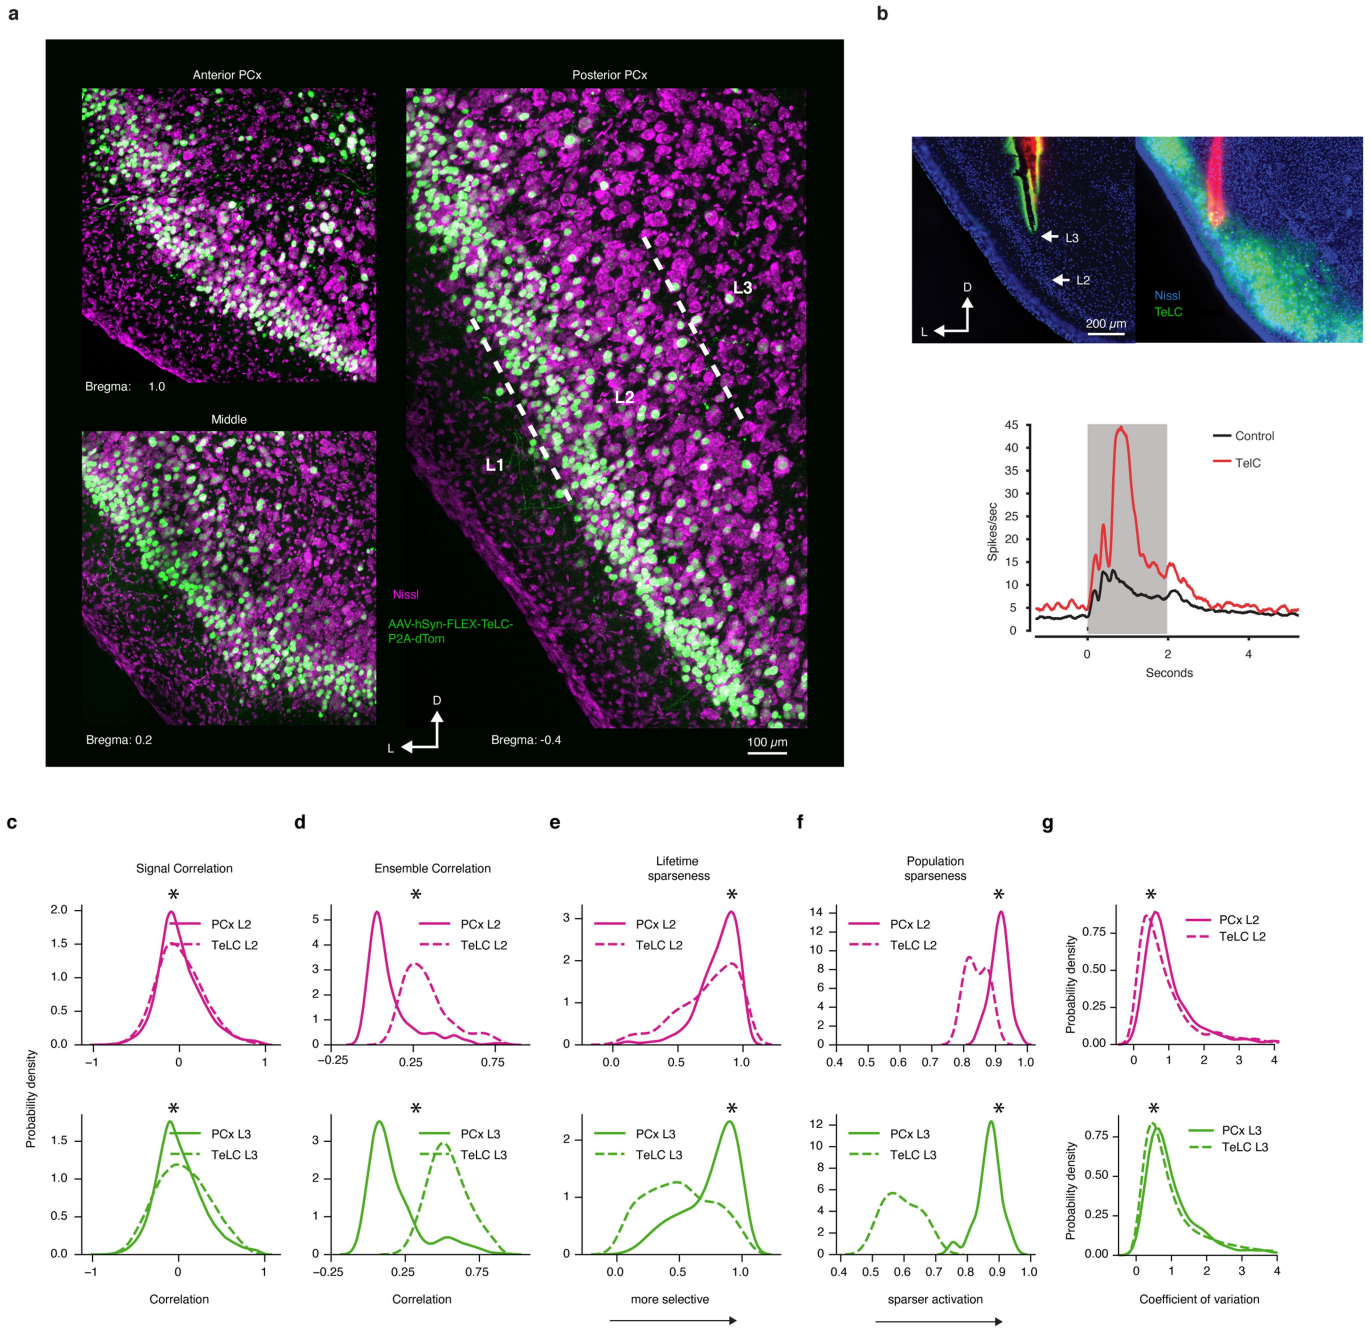 a
Anterior PCx
Bregma: 1.0
Middle
Bregma: 0.2
Posterior PCx
L3
L2
L1
Nissl
AAV-hSyn-FLEX-TeLC-
P2A-dTom
D
L
Bregma: -0.4
100 µm
b
L3
L2
D
L
200 µm
Nissl
TeLC
45
40
35
30
25
20
15
10
5
0
Spikes/sec
Control
TelC
0 2 4
Seconds
c
Signal Correlation
*
PCx L2
TeLC L2
2.0
1.5
1.0
0.5
0.0
−1 0 1
Probability density
*
PCx L3
TeLC L3
1.5
1.0
0.5
0.0
−1 0 1
Correlation
d
Ensemble Correlation
*
PCx L2
TeLC L2
5
4
3
2
1
0
−0.25 0.25 0.75
*
PCx L3
TeLC L3
3
2
1
0
−0.25 0.25 0.75
Correlation
e
Lifetime
sparseness
*
PCx L2
TeLC L2
3
2
1
0
0.0 0.5 1.0
*
PCx L3
TeLC L3
2
1
0
0.0 0.5 1.0
more selective
f
Population
sparseness
*
PCx L2
TeLC L2
14
12
10
8
6
4
2
0
0.4 0.5 0.6 0.7 0.8 0.9 1.0
*
PCx L3
TeLC L3
12
10
8
6
4
2
0
0.4 0.5 0.6 0.7 0.8 0.9 1.0
sparser activation
g
*
PCx L2
TeLC L2
Probability density
0.75
0.50
0.25
0.00
0 1 2 3 4
*
PCx L3
TeLC L3
Probability density
0.75
0.50
0.25
0.00
0 1 2 3 4
Coefficient of variation